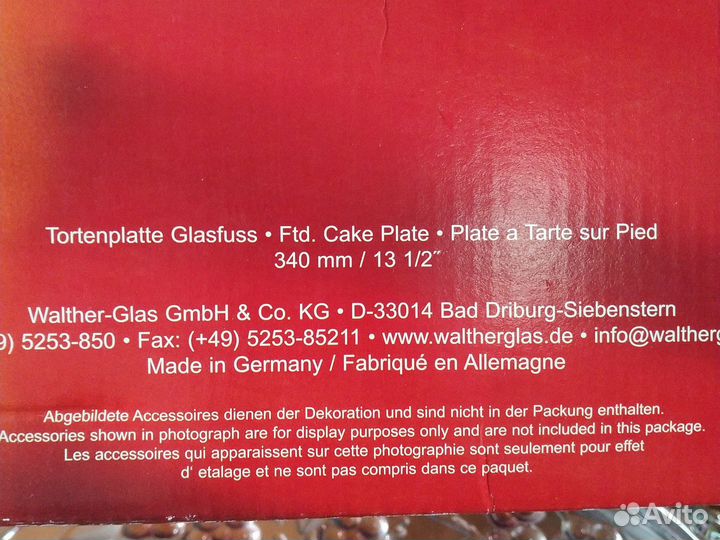 Tortenplatte Glasfuss • Ftd. Cake Plate • Plate a Tarte sur Pied
340 mm / 13 1/2˝
Walther-Glas GmbH & Co. KG • D-33014 Bad Driburg-Siebenstern
9) 5253-850 • Fax: (+49) 5253-85211 • www.waltherglas.de • info@waltherg
Made in Germany / Fabriqué en Allemagne
Abgebildete Accessoires dienen der Dekoration und sind nicht in der Packung enthalten.
Accessories shown in photograph are for display purposes only and are not included in this package.
Les accessoires qui apparaissent sur cette photographie sont seulement pour effet
d' etalage et ne sont pas compris dans ce paquet.
Avito